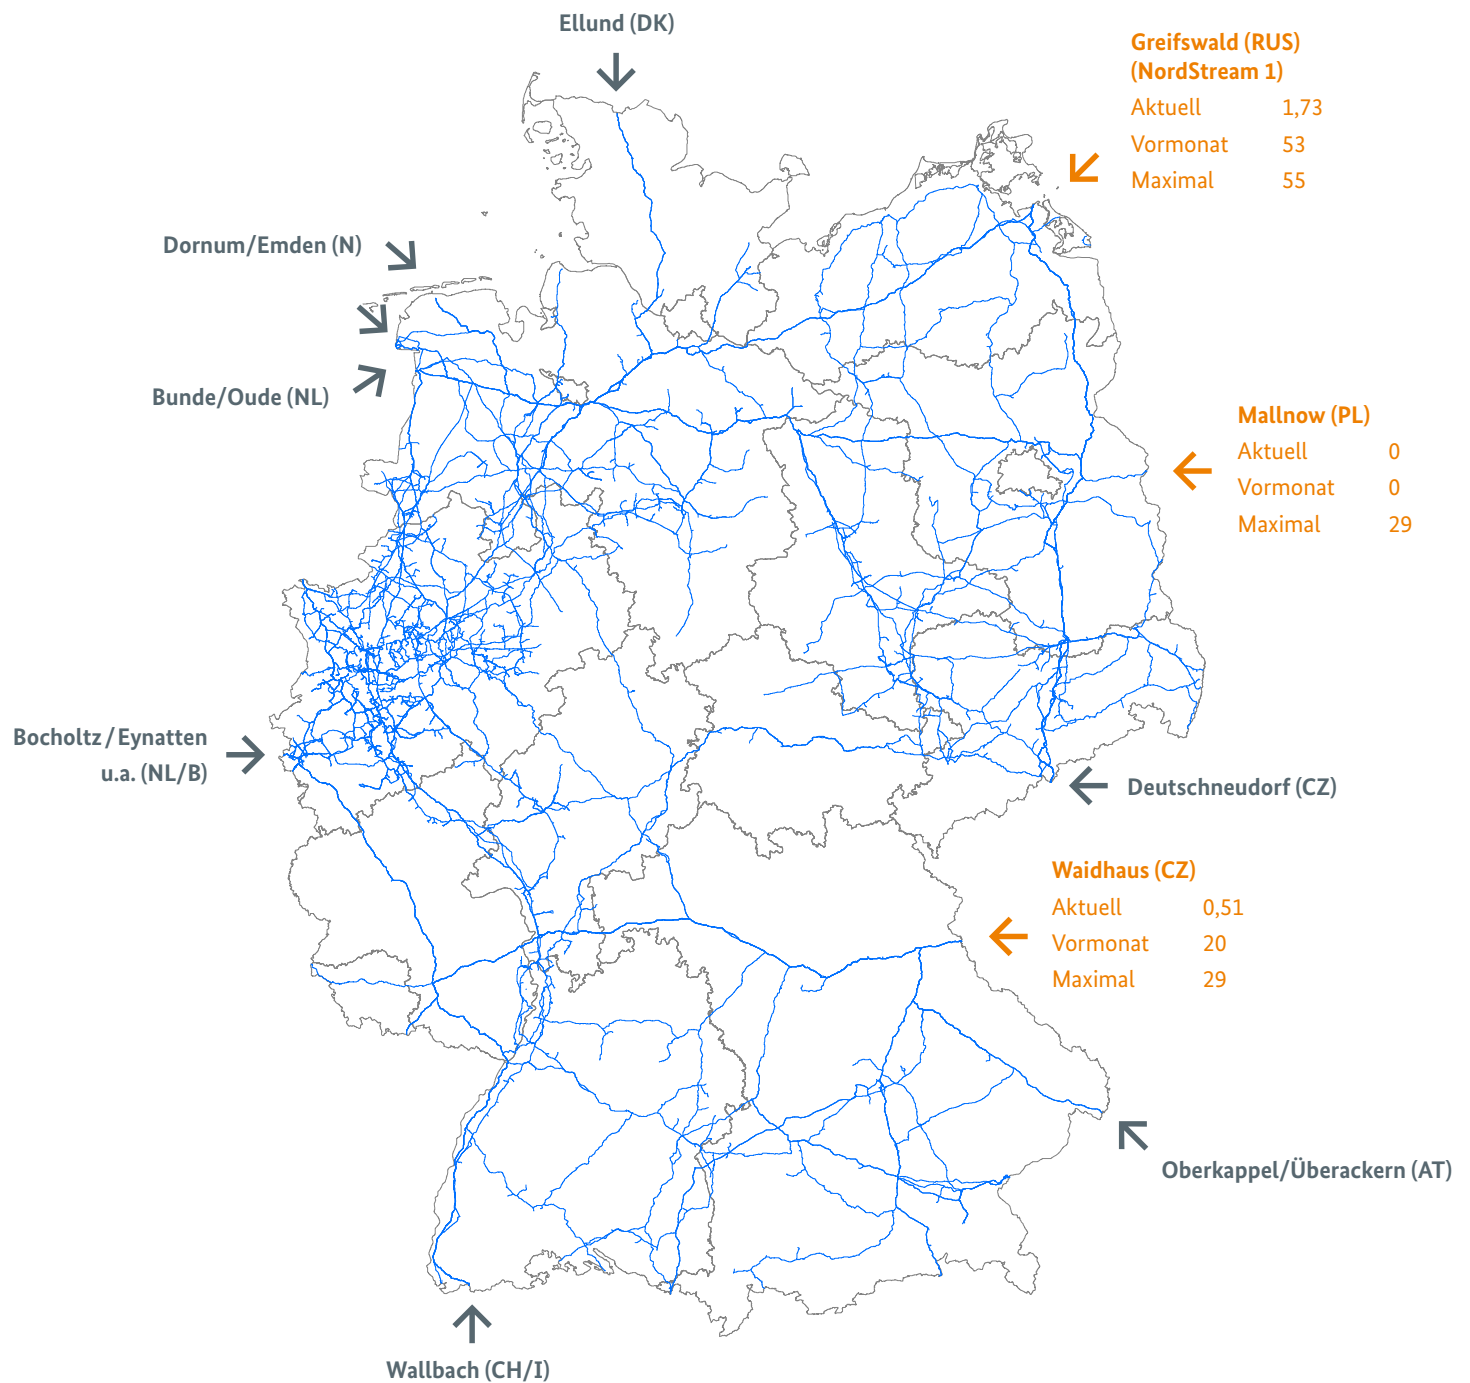 Ellund (DK)
Greifswald (RUS)
(NordStream 1)
Aktuell 1,73
Vormonat 53
Maximal 55
Dornum/Emden (N)
Bunde/Oude (NL)
Mallnow (PL)
Aktuell 0
Vormonat 0
Maximal 29
Bocholtz / Eynatten
u.a. (NL/B)
Deutschneudorf (CZ)
Waidhaus (CZ)
Aktuell 0,51
Vormonat 20
Maximal 29
Oberkappel/Überackern (AT)
Wallbach (CH/I)